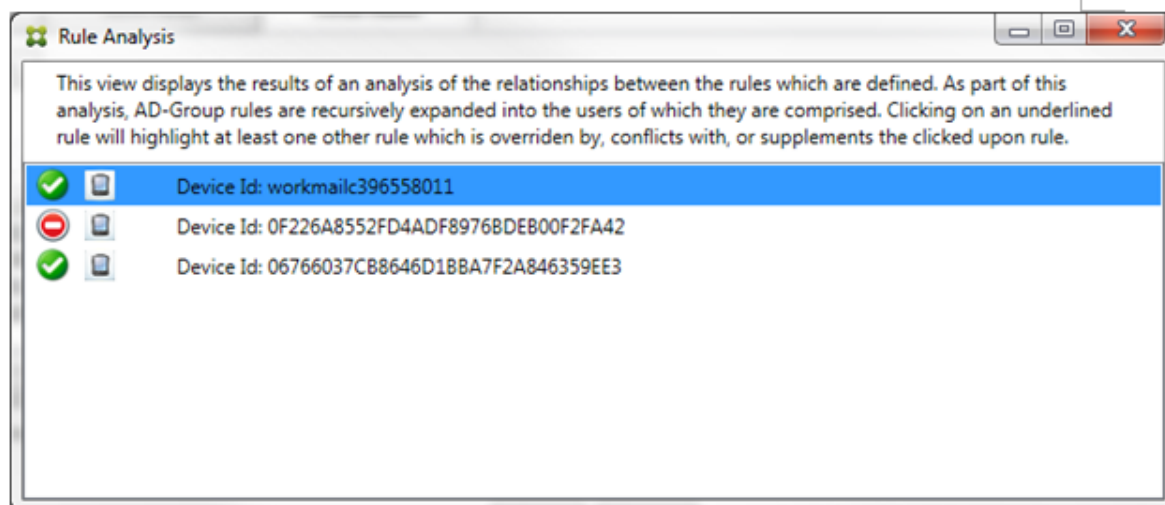 Rule Analysis
This view displays the results of an analysis of the relationships between the rules which are defined. As part of this
analysis, AD-Group rules are recursively expanded into the users of which they are comprised. Clicking on an underlined
rule will highlight at least one other rule which is overriden by, conflicts with, or supplements the clicked upon rule.
Device Id: workmailc396558011
Device Id: 0F226A8552FD4ADF8976BDEB00F2FA42
Device Id: 06766037CB8646D1BBA7F2A846359EE3